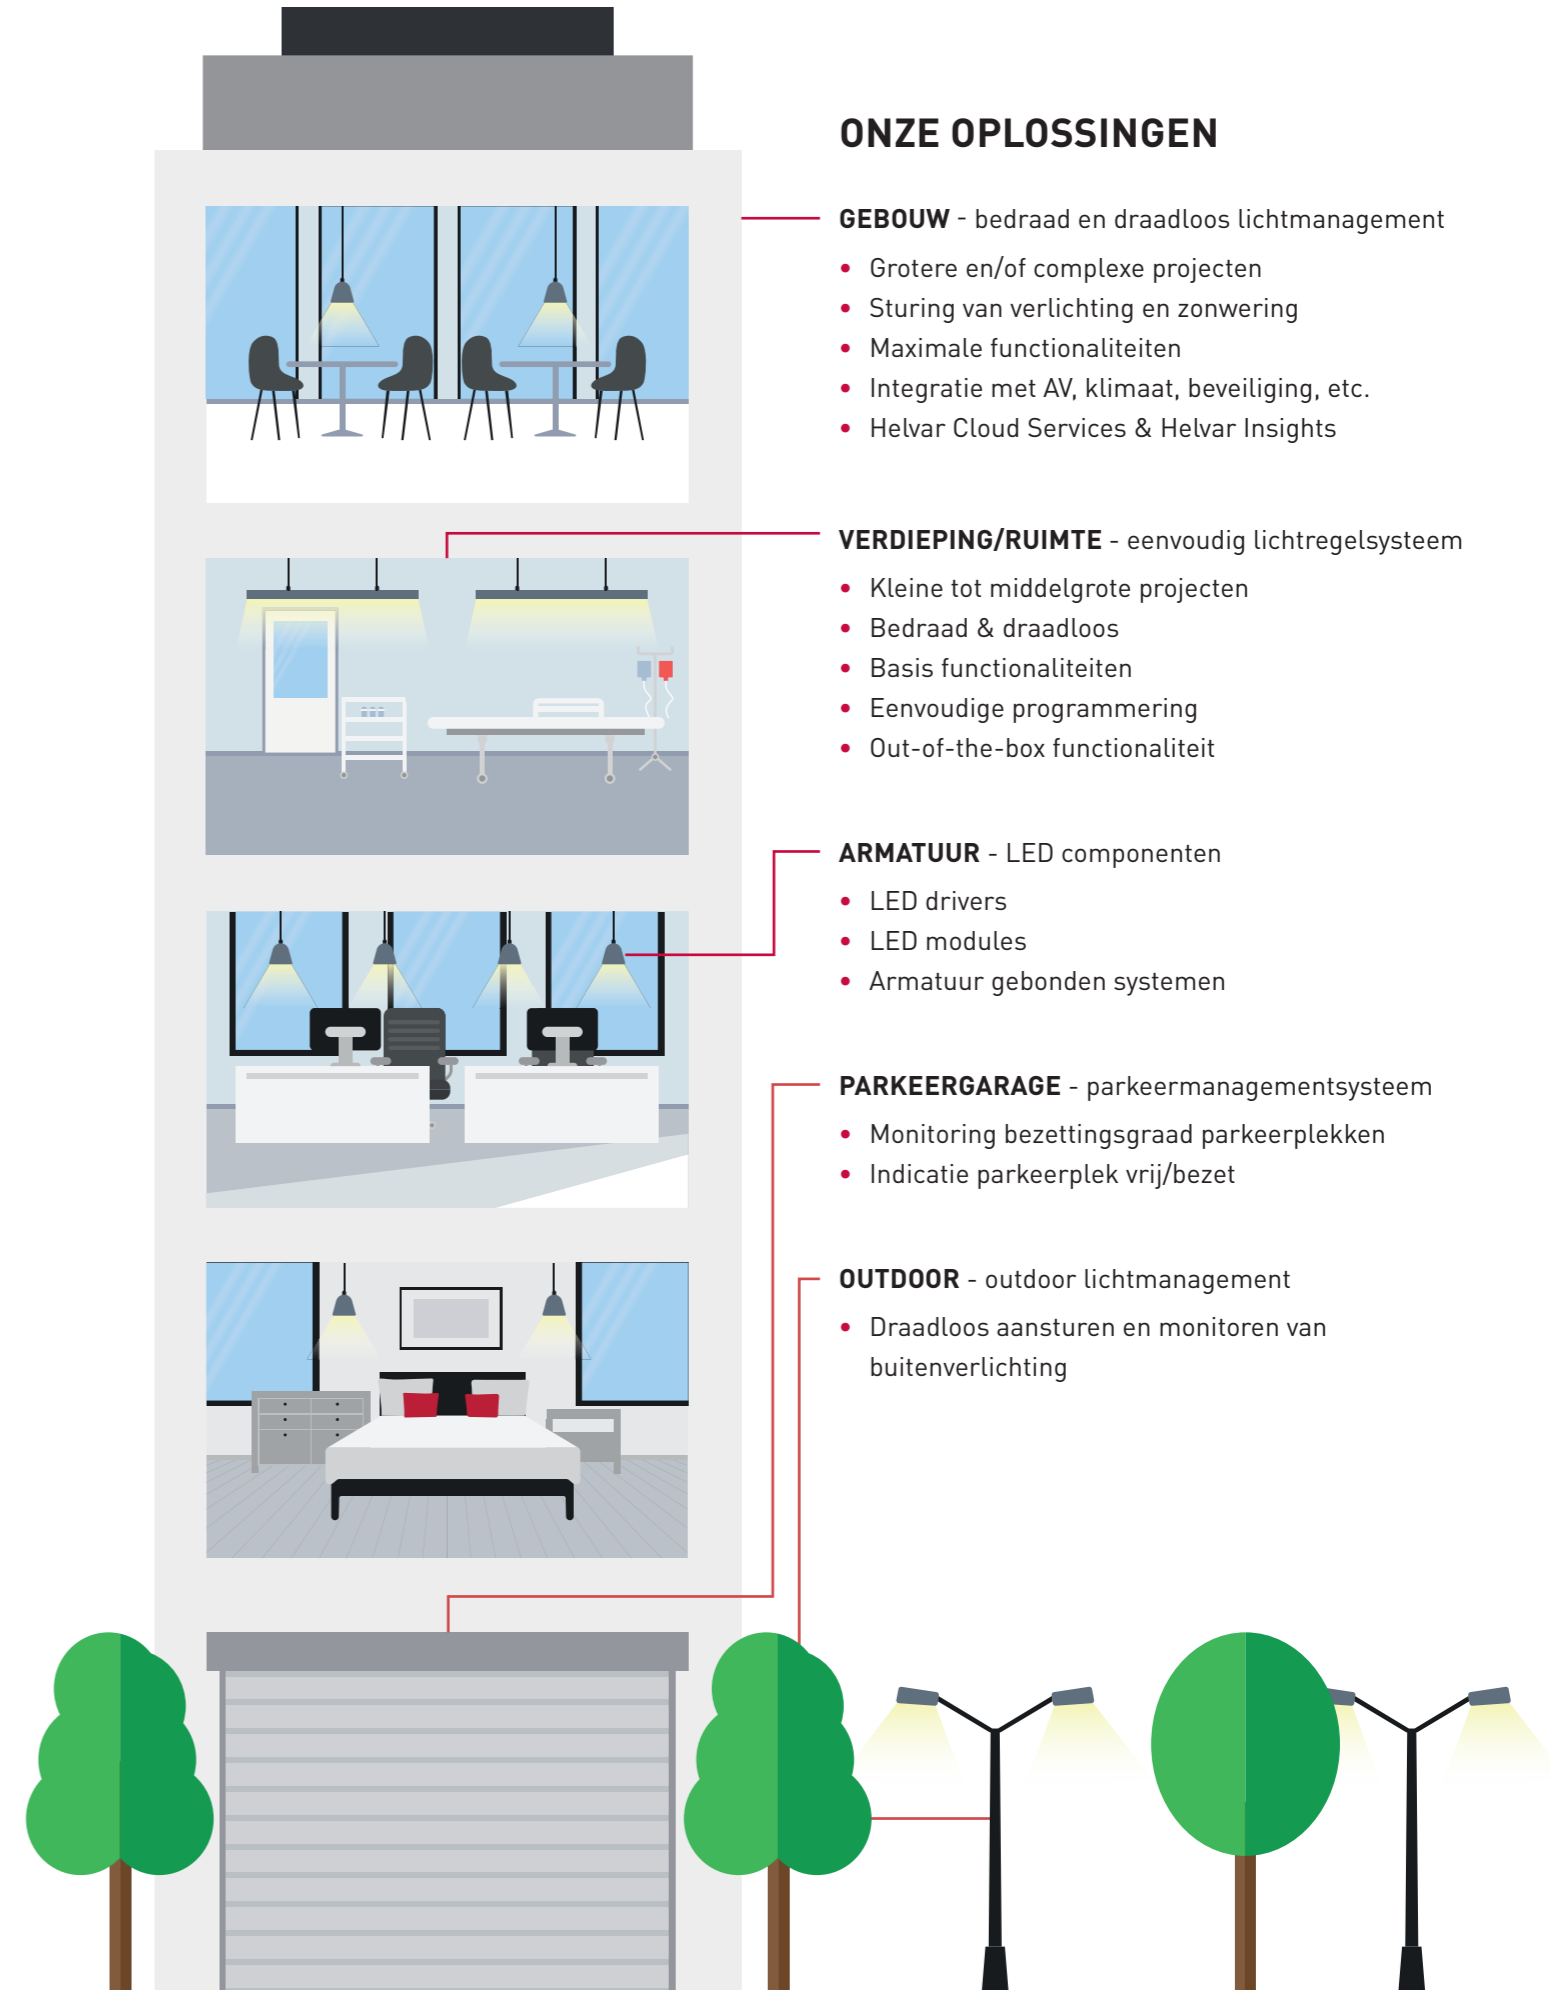 ONZE OPLOSSINGEN
GEBOUW - bedraad en draadloos lichtmanagement
• Grotere en/of complexe projecten
• Sturing van verlichting en zonwering
• Maximale functionaliteiten
• Integratie met AV, klimaat, beveiliging, etc.
• Helvar Cloud Services & Helvar Insights
VERDIEPING/RUIMTE - eenvoudig lichtregelsysteem
• Kleine tot middelgrote projecten
• Bedraad & draadloos
• Basis functionaliteiten
• Eenvoudige programmering
• Out-of-the-box functionaliteit
ARMATUUR - LED componenten
• LED drivers
• LED modules
• Armatuur gebonden systemen
PARKEERGARAGE - parkeermanagementsysteem
• Monitoring bezettingsgraad parkeerplekken
• Indicatie parkeerplek vrij/bezet
OUTDOOR - outdoor lichtmanagement
• Draadloos aansturen en monitoren van
buitenverlichting